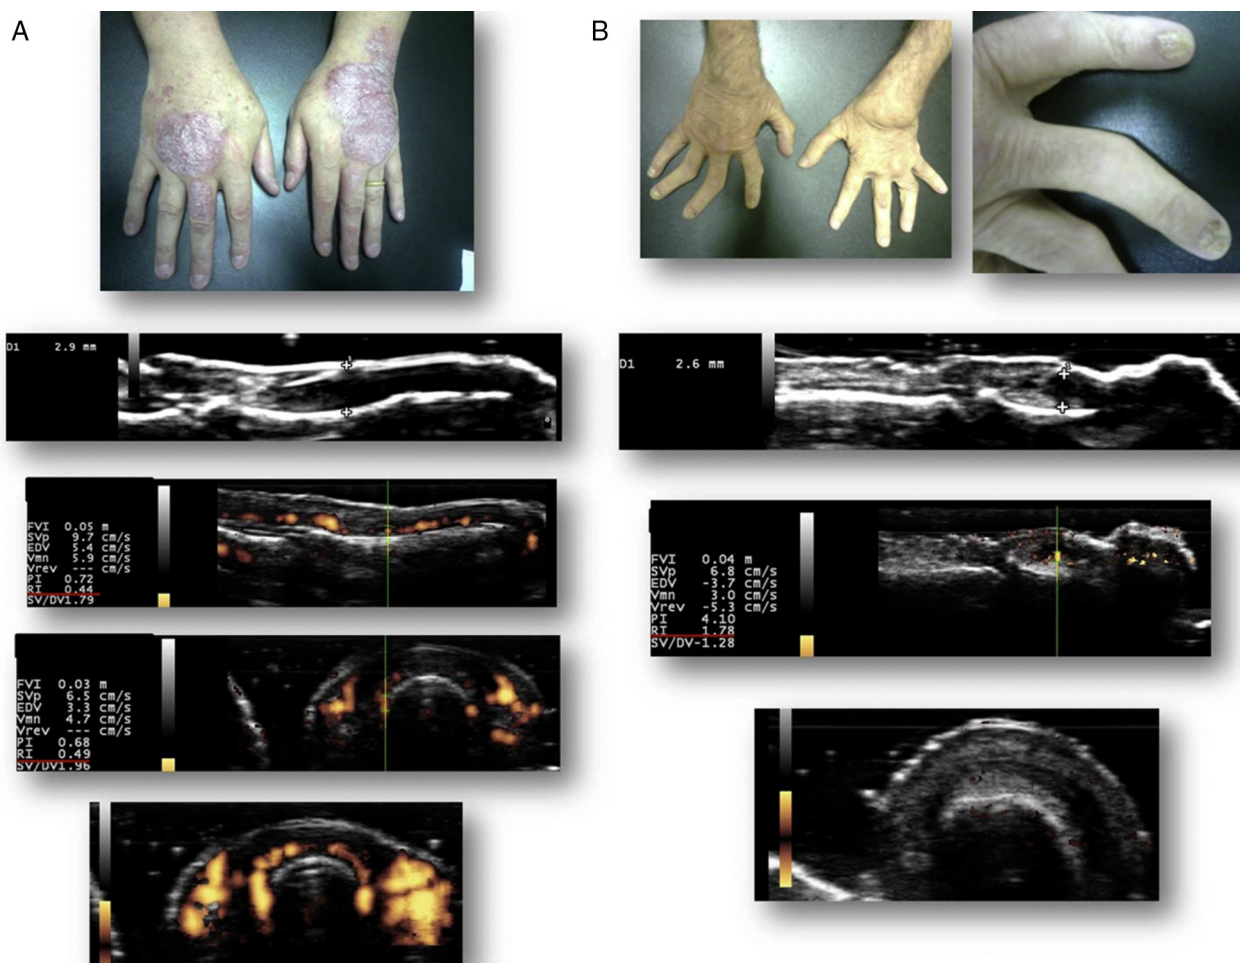 A
B
D1 2.9 mm
D1 2.6 mm
FVI 0.05 m
SVp 9.7 cm/s
EDV 5.4 cm/s
Vmn 5.9 cm/s
Vrev --- cm/s
PI 0.72
RI 0.44
SV/DV1.79
FVI 0.04 m
SVp 6.8 cm/s
EDV -3.7 cm/s
Vmn 3.0 cm/s
Vrev -5.3 cm/s
PI 4.10
RI 1.78
SV/DV-1.28
FVI 0.03 m
SVp 6.5 cm/s
EDV 3.3 cm/s
Vmn 4.7 cm/s
Vrev --- cm/s
PI 0.68
RI 0.49
SV/DV1.96